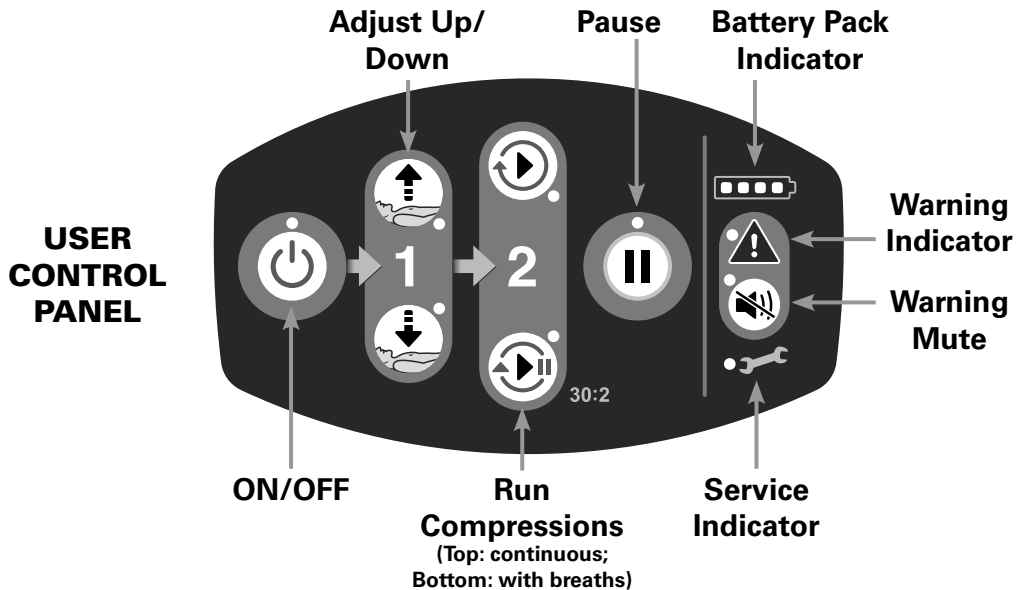 Adjust Up/
Down
Pause
Battery Pack
Indicator
USER
CONTROL
PANEL
1
2
30:2
Warning
Indicator
Warning
Mute
ON/OFF
Run
Compressions
(Top: continuous;
Bottom: with breaths)
Service
Indicator